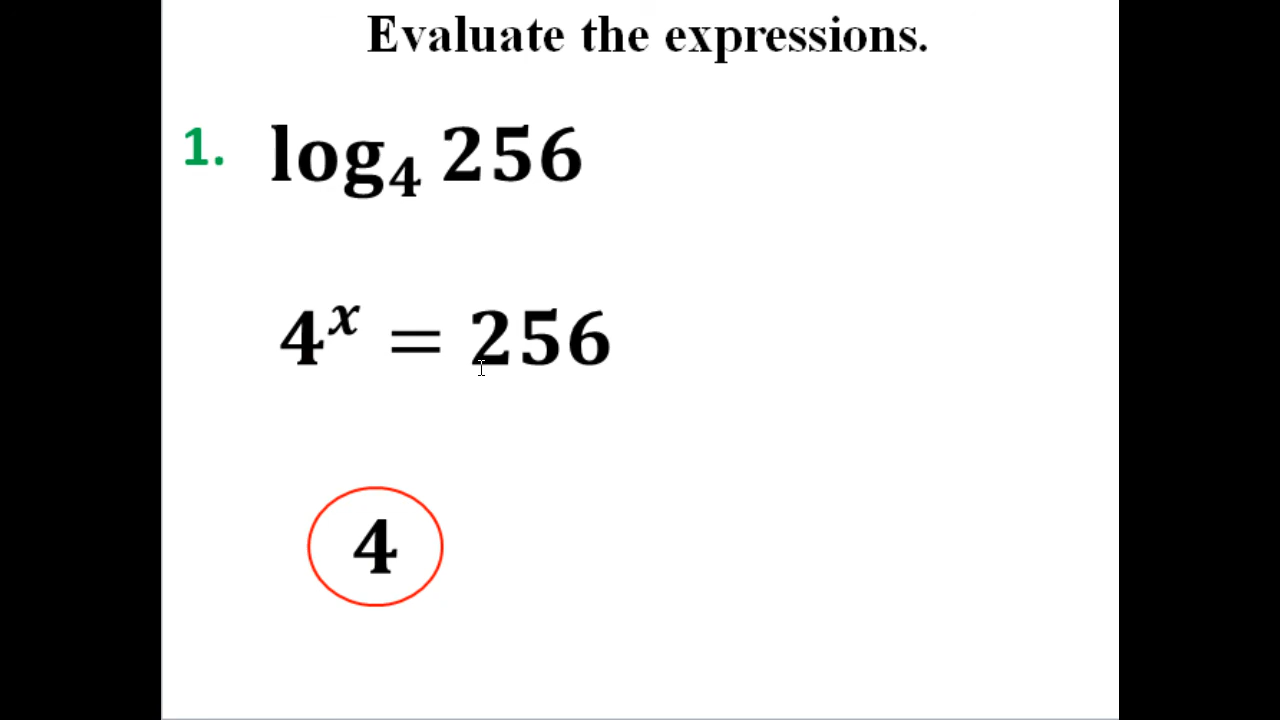 Evaluate the expressions.
1. log₄ 256
4ˣ = 256
4